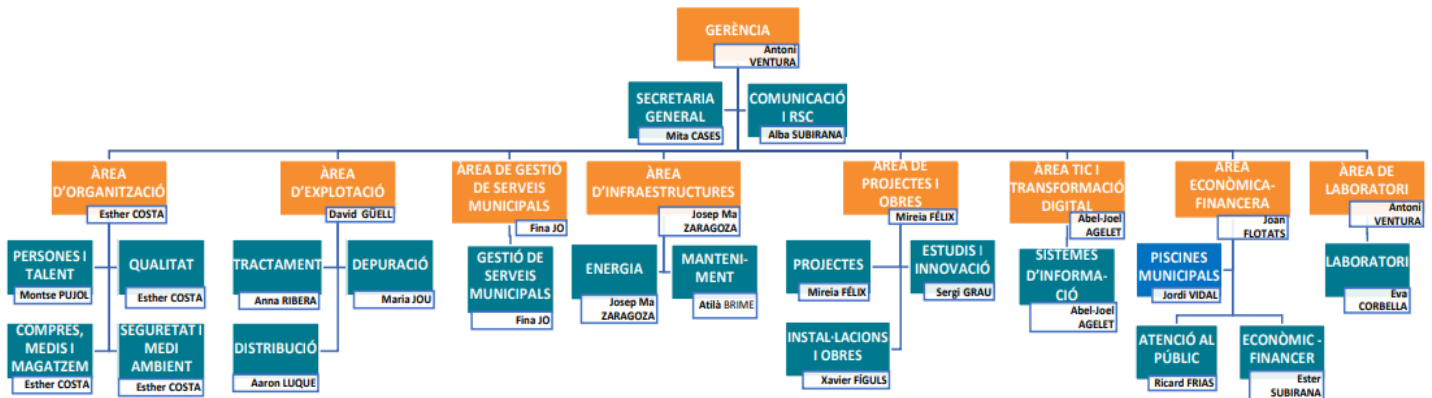 GERÈNCIA
Antoni
VENTURA
SECRETARIA
GENERAL
Mita CASES
COMUNICACIÓ
I RSC
Alba SUBIRANA
ÀREA
D'ORGANITZACIÓ
Esther COSTA
ÀREA
D'EXPLOTACIÓ
David GÜELL
ÀREA DE GESTIÓ
DE SERVEIS
MUNICIPALS
Fina JO
ÀREA
D'INFRAESTRUCTURES
Josep Ma
ZARAGOZA
ÀREA DE
PROJECTES I
OBRES
Mireia FÉLIX
ÀREA TIC I
TRANSFORMACIÓ
DIGITAL
Abel-Joel
AGELET
ÀREA
ECONÒMICA-
FINANCERA
Joan
FLOTATS
ÀREA DE
LABORATORI
Antoni
VENTURA
PERSONES I
TALENT
Montse PUJOL
QUALITAT
Esther COSTA
TRACTAMENT
Anna RIBERA
DEPURACIÓ
Maria JOU
GESTIÓ DE
SERVEIS
MUNICIPALS
Fina JO
ENERGIA
Josep Ma
ZARAGOZA
MANTENI-
MENT
Atilà BRIME
PROJECTES
Mireia FÉLIX
ESTUDIS I
INNOVACIÓ
Sergi GRAU
SISTEMES
D'INFORMA-
CIÓ
Abel-Joel
AGELET
PISCINES
MUNICIPALS
Jordi VIDAL
LABORATORI
Eva
CORBELLA
COMPRES,
MEDIS I
MAGATZEM
Esther COSTA
SEGURETAT I
MEDI
AMBIENT
Esther COSTA
DISTRIBUCIÓ
Aaron LUQUE
INSTAL·LACIONS
I OBRES
Xavier FÍGULS
ATENCIÓ AL
PÚBLIC
Ricard FRIAS
ECONÒMIC -
FINANCER
Ester
SUBIRANA